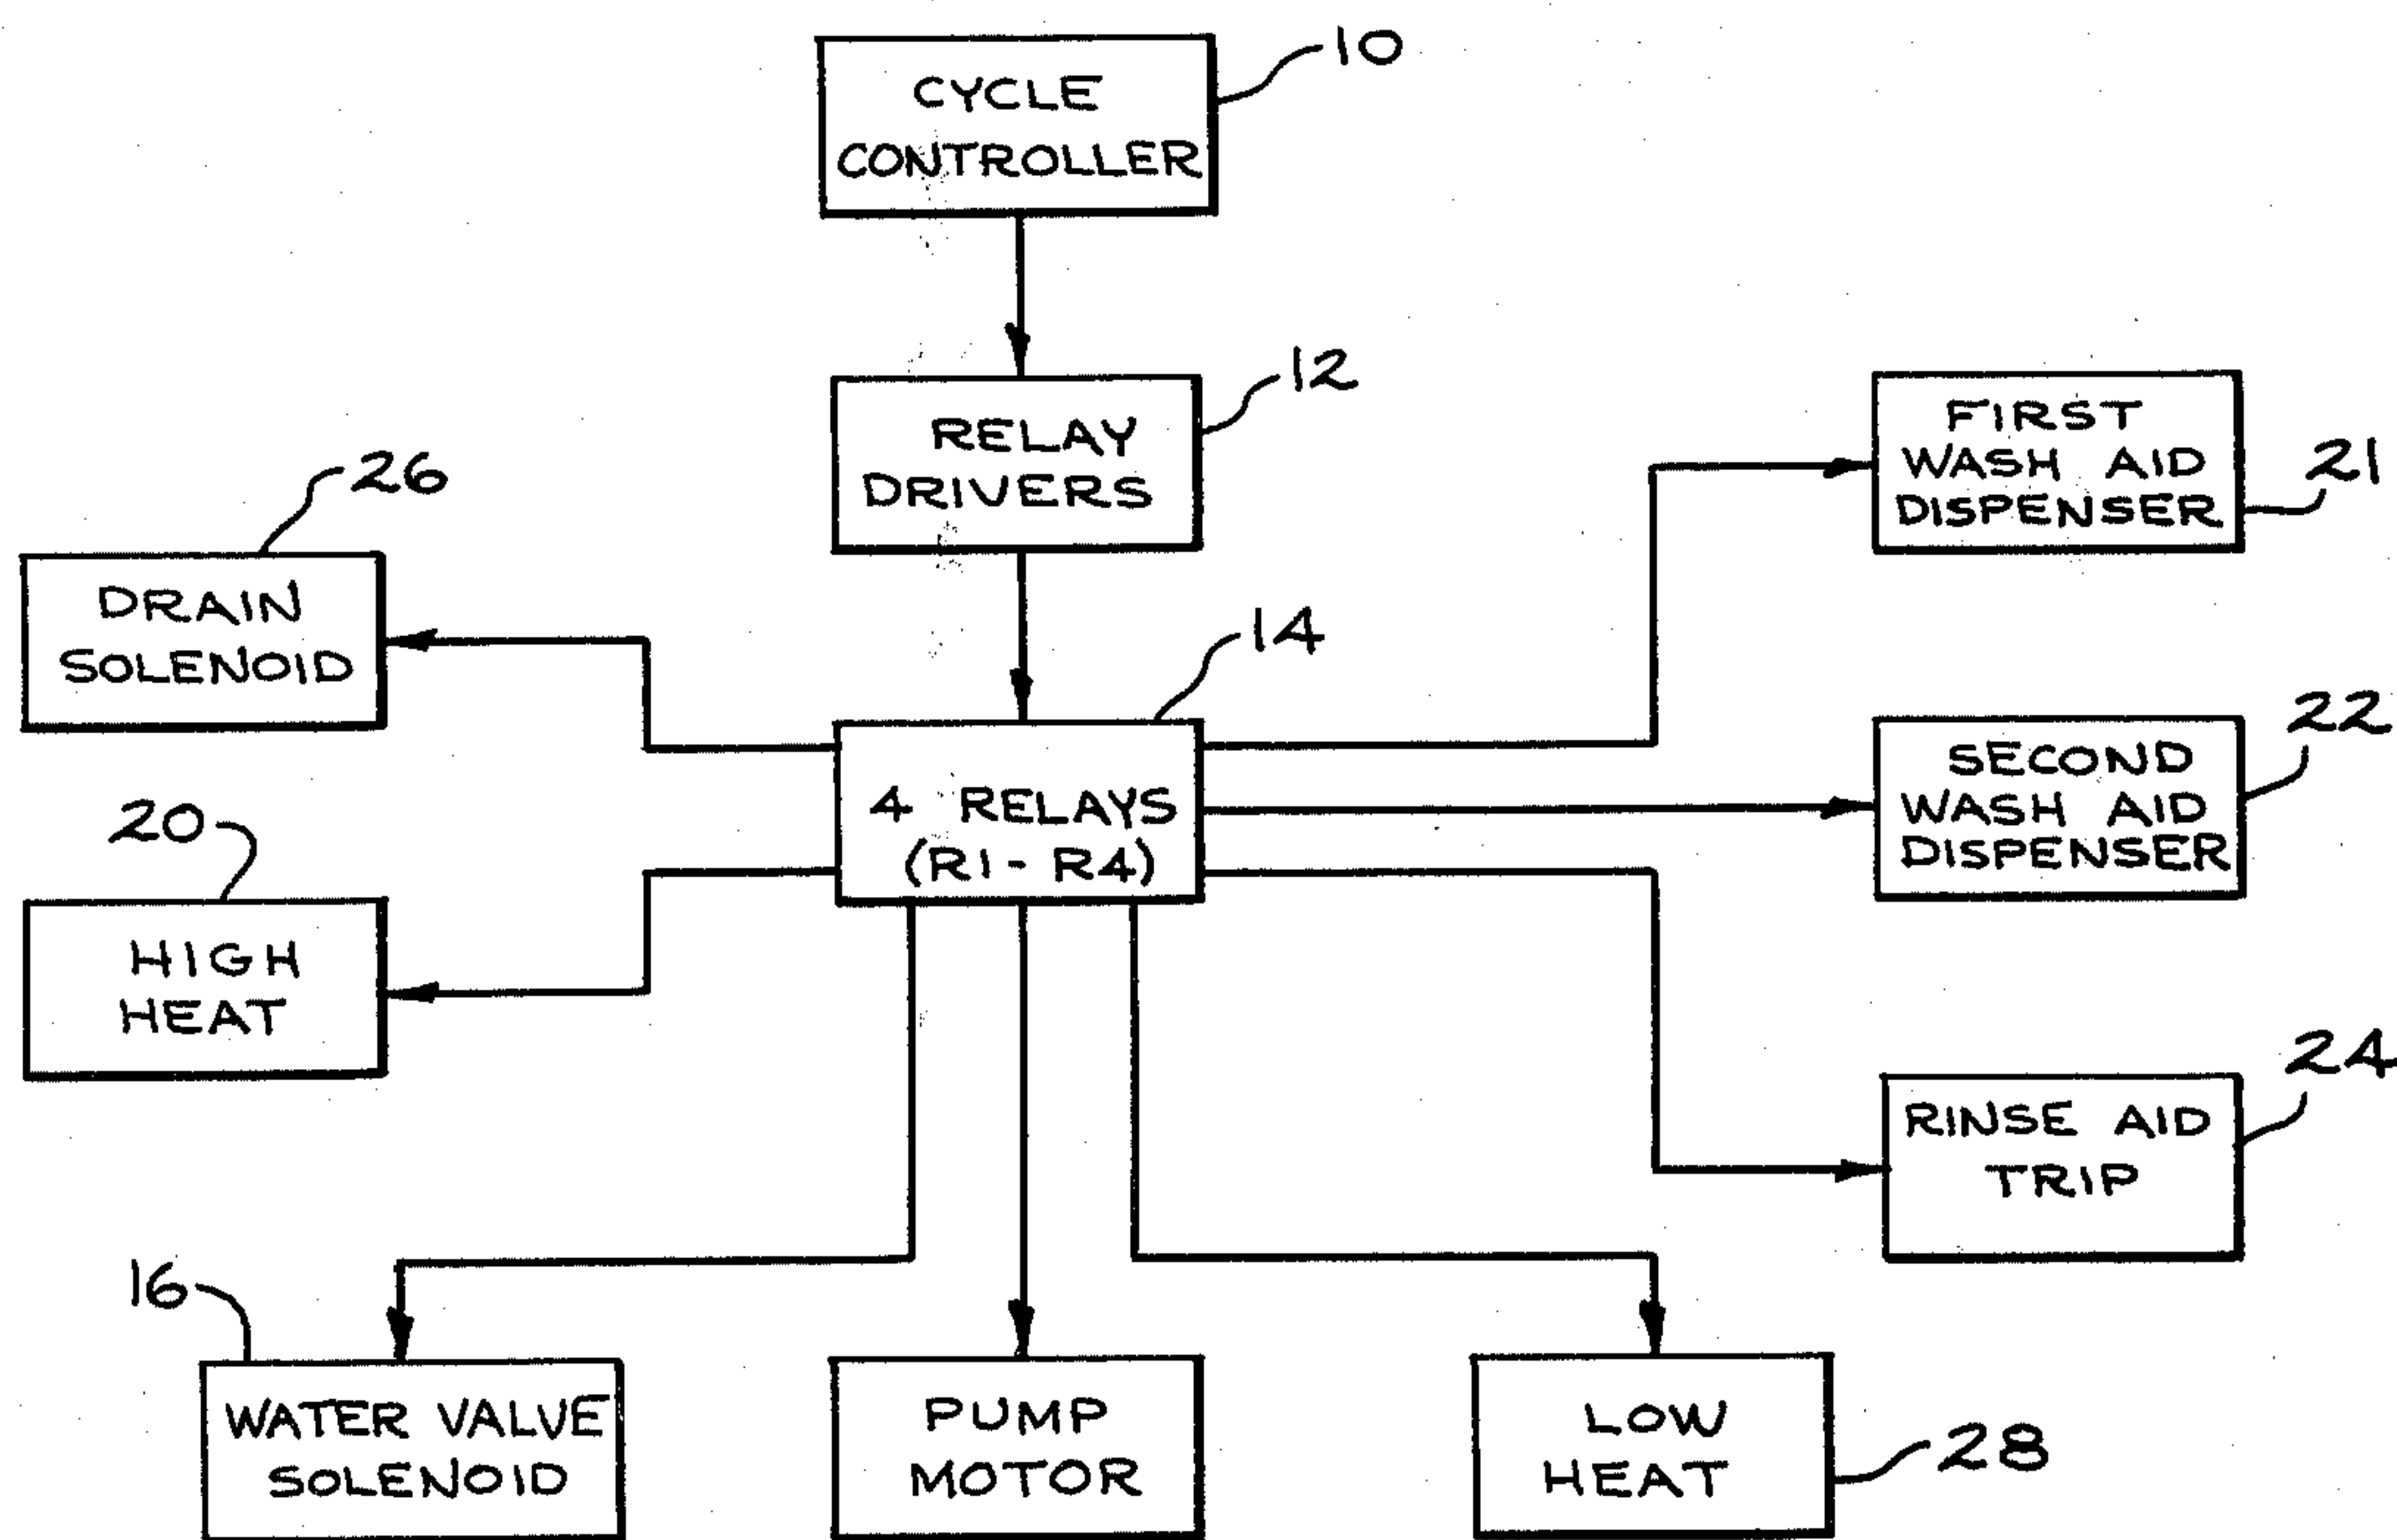 CYCLE
CONTROLLER
10
RELAY
DRIVERS
12
FIRST
WASH AID
DISPENSER
21
26
DRAIN
SOLENOID
14
4 RELAYS
(R1 - R4)
22
SECOND
WASH AID
DISPENSER
20
HIGH
HEAT
24
RINSE AID
TRIP
16
WATER VALVE
SOLENOID
PUMP
MOTOR
LOW
HEAT
28